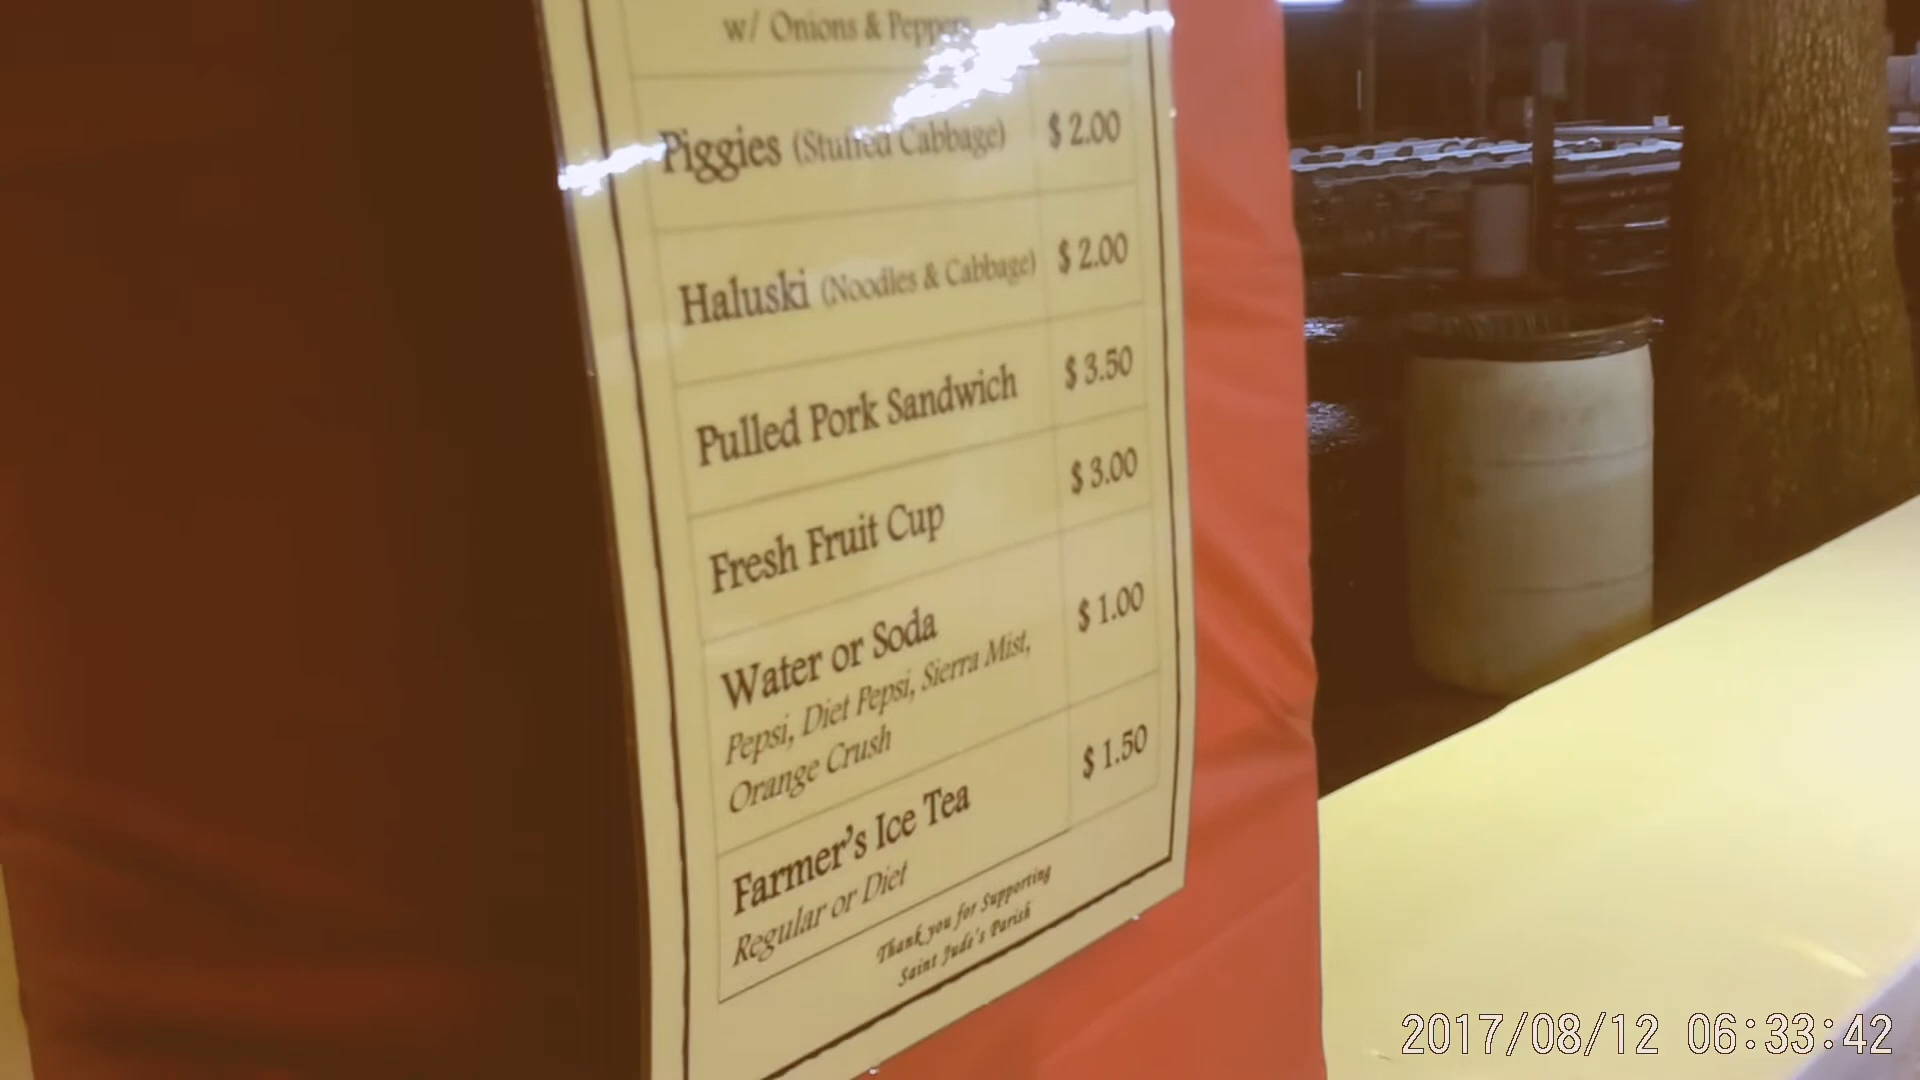 w/ Onions & Peppers
Piggies (Stuffed Cabbage) $ 2.00
Haluski (Noodles & Cabbage) $ 2.00
Pulled Pork Sandwich $ 3.50
Fresh Fruit Cup $ 3.00
Water or Soda $ 1.00
Pepsi, Diet Pepsi, Sierra Mist,
Orange Crush
Farmer's Ice Tea $ 1.50
Regular or Diet
Thank you for Supporting
Saint Jude's Parish
2017/08/12 06:33:42